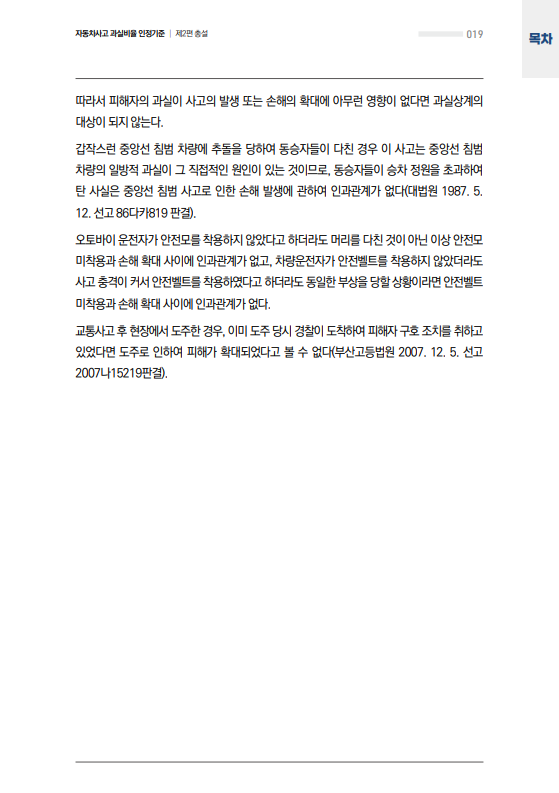 자동차사고 과실비율 인정기준 | 제2편 총설
019
목차
따라서 피해자의 과실이 사고의 발생 또는 손해의 확대에 아무런 영향이 없다면 과실상계의
대상이 되지 않는다.
갑작스런 중앙선 침범 차량에 추돌을 당하여 동승자들이 다친 경우 이 사고는 중앙선 침범
차량의 일방적 과실이 그 직접적인 원인이 있는 것이므로, 동승자들이 승차 정원을 초과하여
탄 사실은 중앙선 침범 사고로 인한 손해 발생에 관하여 인과관계가 없다(대법원 1987. 5.
12. 선고 86다카819 판결).
오토바이 운전자가 안전모를 착용하지 않았다고 하더라도 머리를 다친 것이 아닌 이상 안전모
미착용과 손해 확대 사이에 인과관계가 없고, 차량운전자가 안전벨트를 착용하지 않았더라도
사고 충격이 커서 안전벨트를 착용하였다고 하더라도 동일한 부상을 당할 상황이라면 안전벨트
미착용과 손해 확대 사이에 인과관계가 없다.
교통사고 후 현장에서 도주한 경우, 이미 도주 당시 경찰이 도착하여 피해자 구호 조치를 취하고
있었다면 도주로 인하여 피해가 확대되었다고 볼 수 없다(부산고등법원 2007. 12. 5. 선고
2007나15219판결).